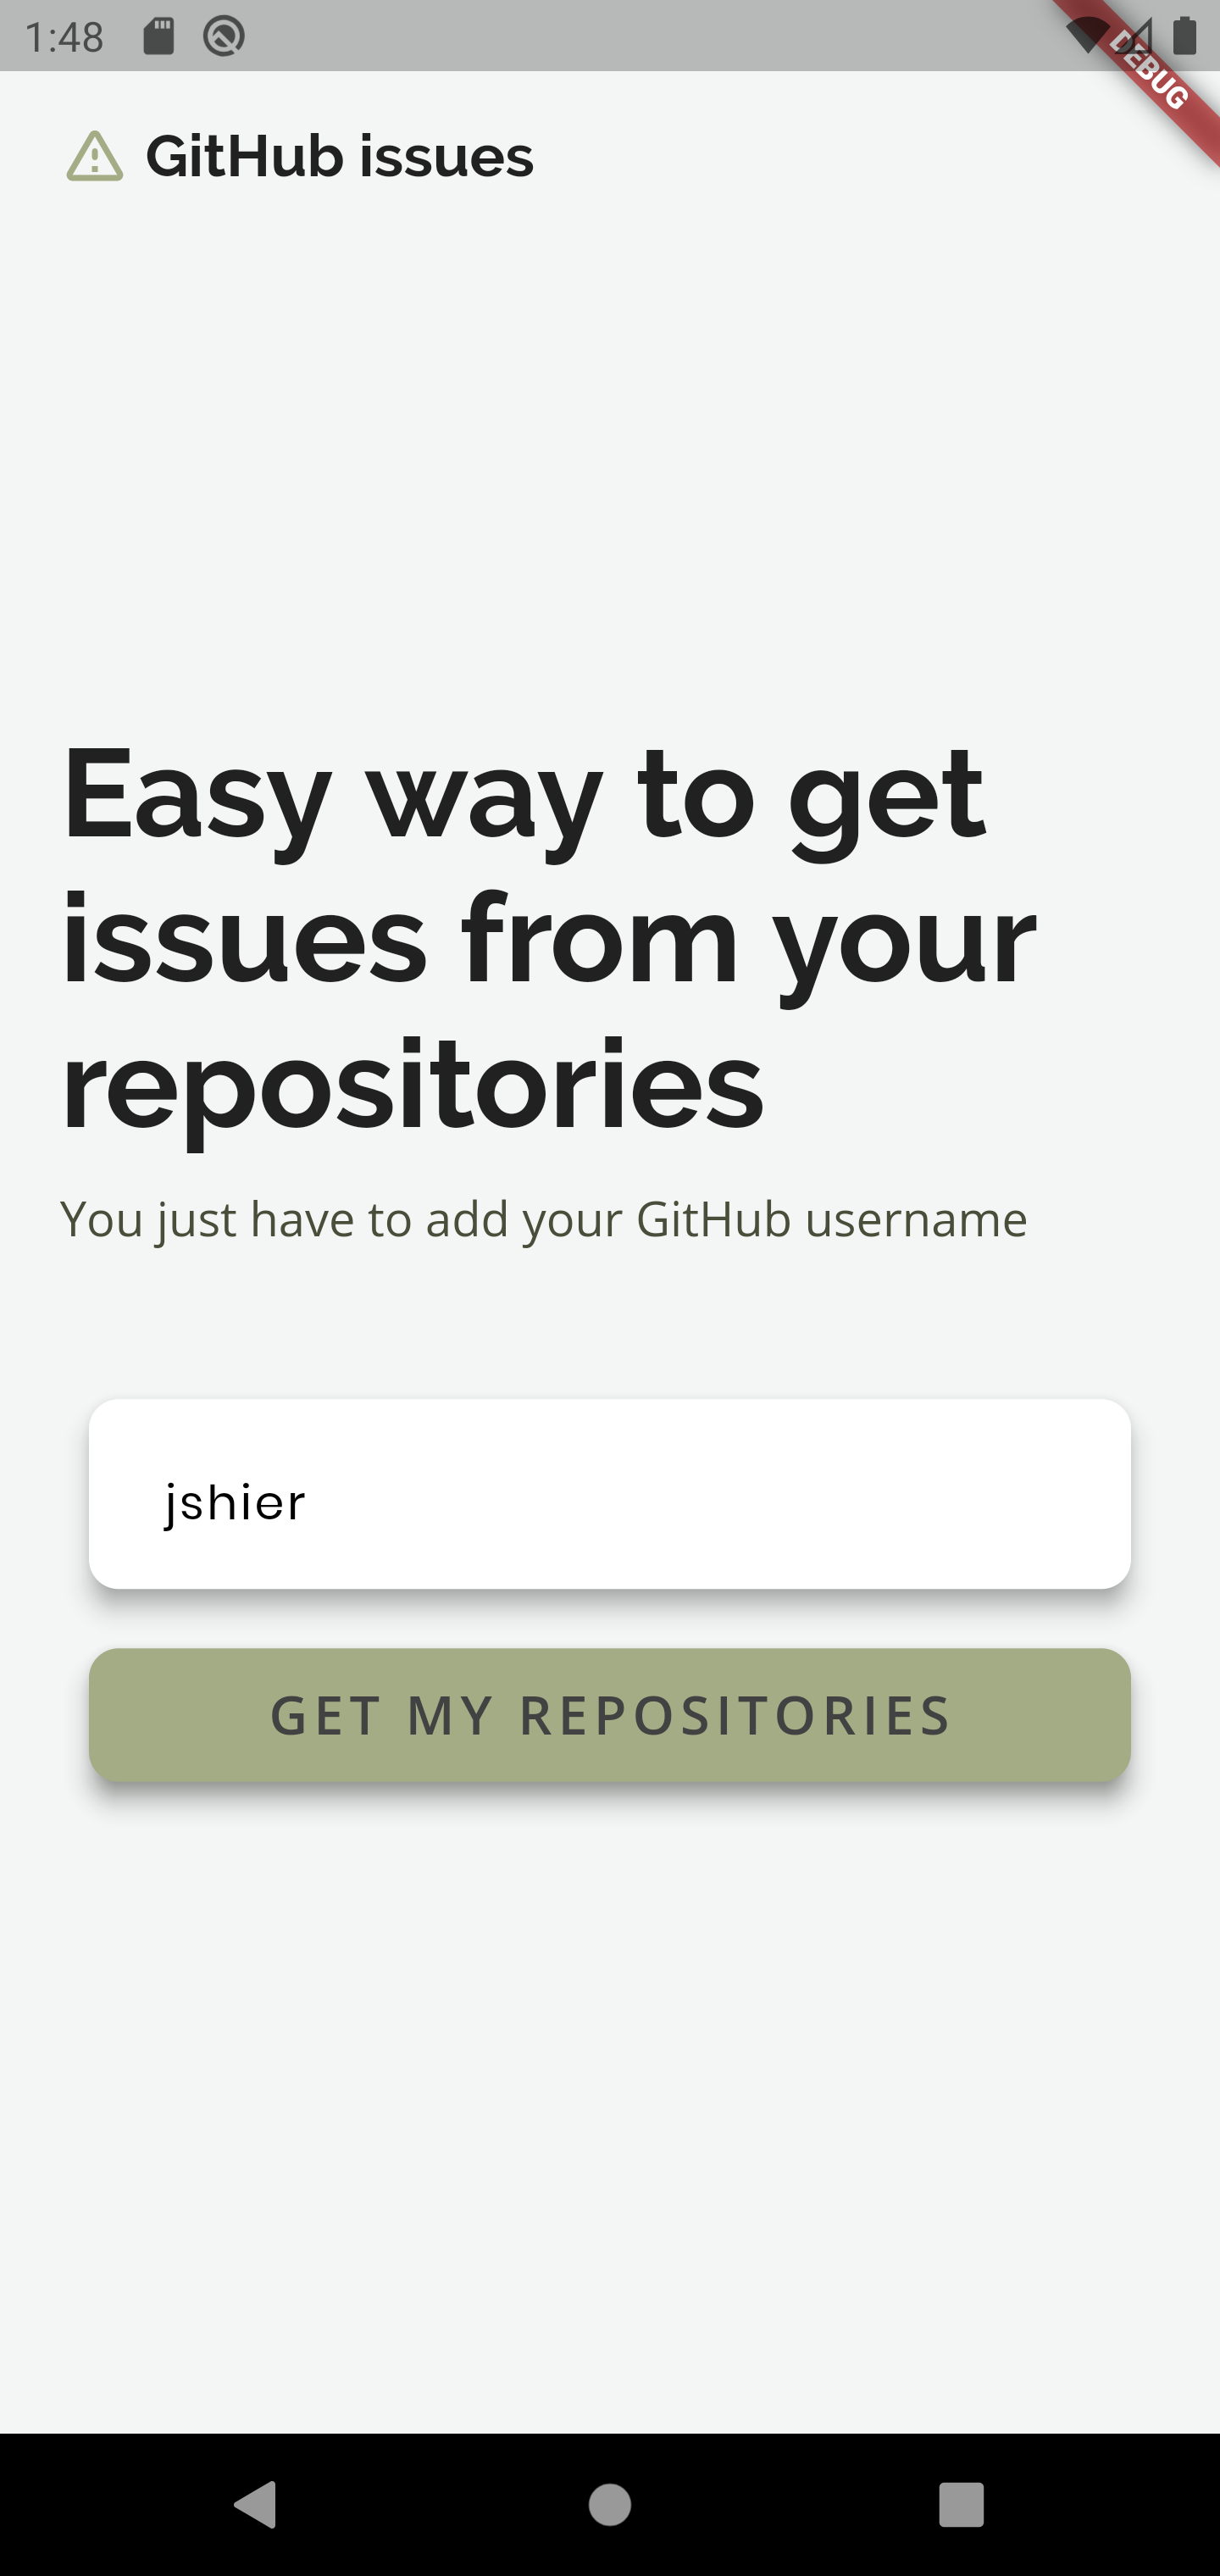 1:48
DEBUG
GitHub issues
Easy way to get
issues from your
repositories
You just have to add your GitHub username
jshier
GET MY REPOSITORIES